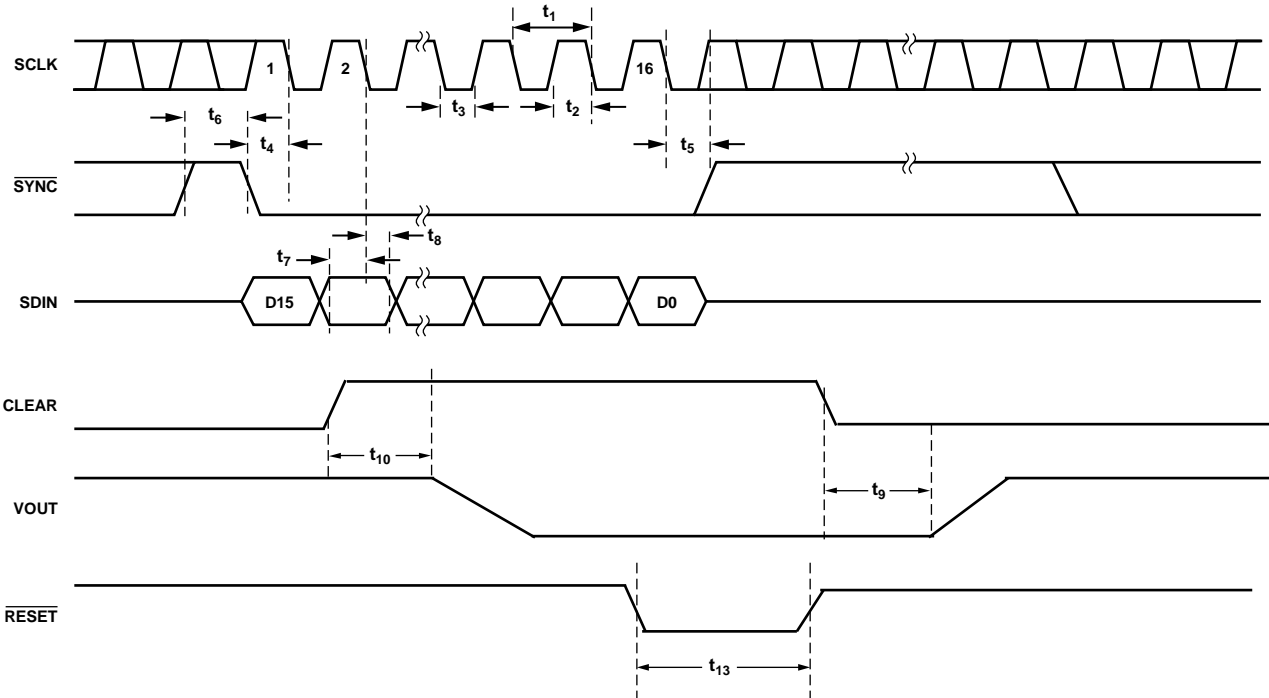 t1
SCLK
1
2
16
t3
t2
t6
t4
t5
SYNC
t8
t7
SDIN
D15
D0
CLEAR
t10
t9
VOUT
RESET
t13